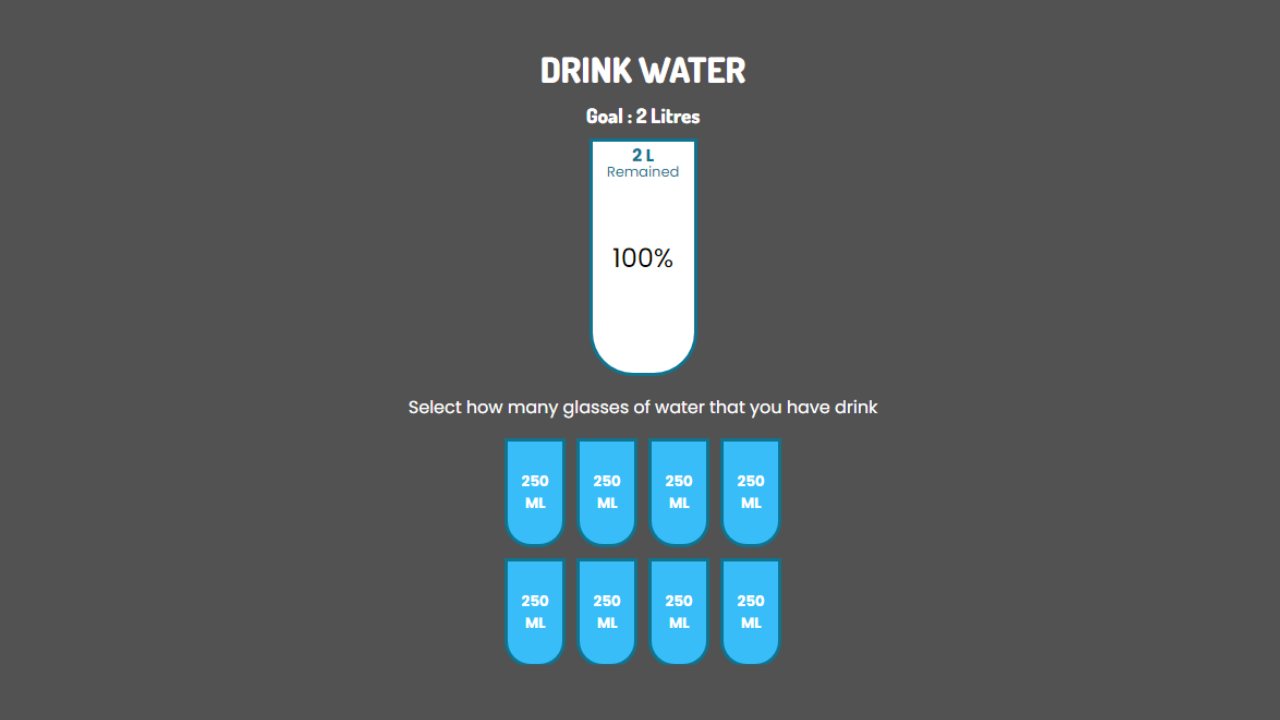 DRINK WATER
Goal : 2 Litres
2 L
Remained
100%
Select how many glasses of water that you have drink
250 250 250 250
ML ML ML ML
250 250 250 250
ML ML ML ML